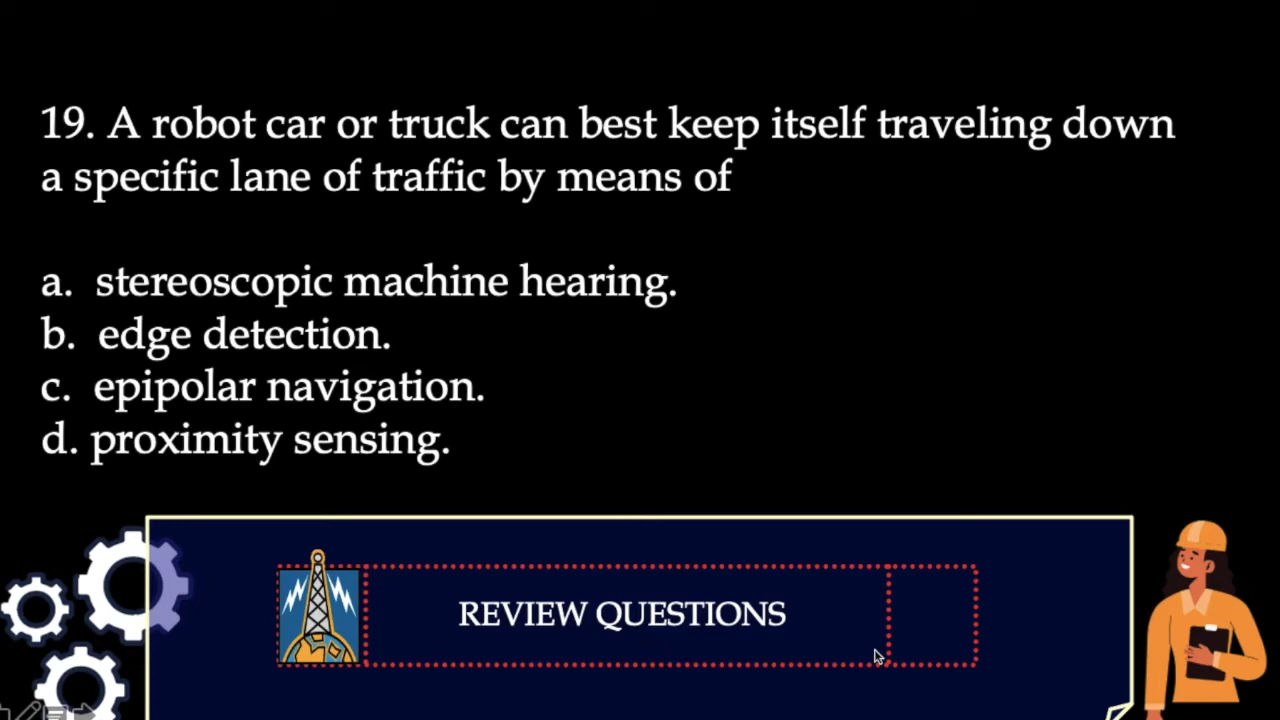 19. A robot car or truck can best keep itself traveling down
a specific lane of traffic by means of
a. stereoscopic machine hearing.
b. edge detection.
c. epipolar navigation.
d. proximity sensing.
REVIEW QUESTIONS